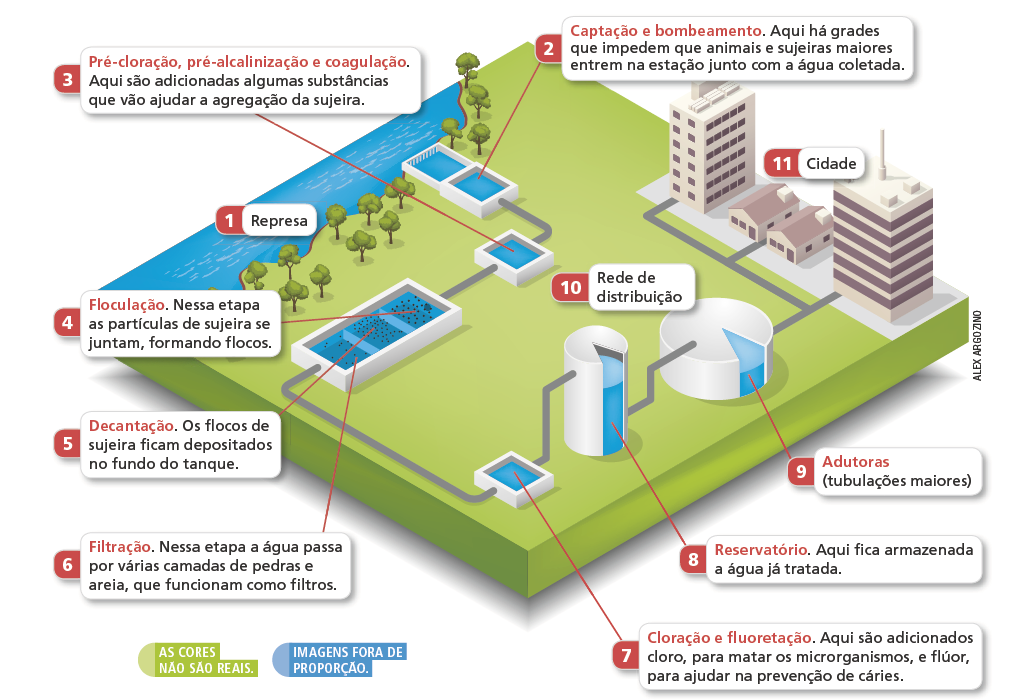 1
Represa
2
Captação e bombeamento. Aqui há grades
que impedem que animais e sujeiras maiores
entrem na estação junto com a água coletada.
3
Pré-cloração, pré-alcalinização e coagulação.
Aqui são adicionadas algumas substâncias
que vão ajudar a agregação da sujeira.
4
Floculação. Nessa etapa
as partículas de sujeira se
juntam, formando flocos.
5
Decantação. Os flocos de
sujeira ficam depositados
no fundo do tanque.
6
Filtração. Nessa etapa a água passa
por várias camadas de pedras e
areia, que funcionam como filtros.
7
Cloração e fluoretação. Aqui são adicionados
cloro, para matar os microrganismos, e flúor,
para ajudar na prevenção de cáries.
8
Reservatório. Aqui fica armazenada
a água já tratada.
9
Adutoras
(tubulações maiores)
10
Rede de
distribuição
11
Cidade
ALEX ARGOZINO
AS CORES
NÃO SÃO REAIS.
IMAGENS FORA DE
PROPORÇÃO.